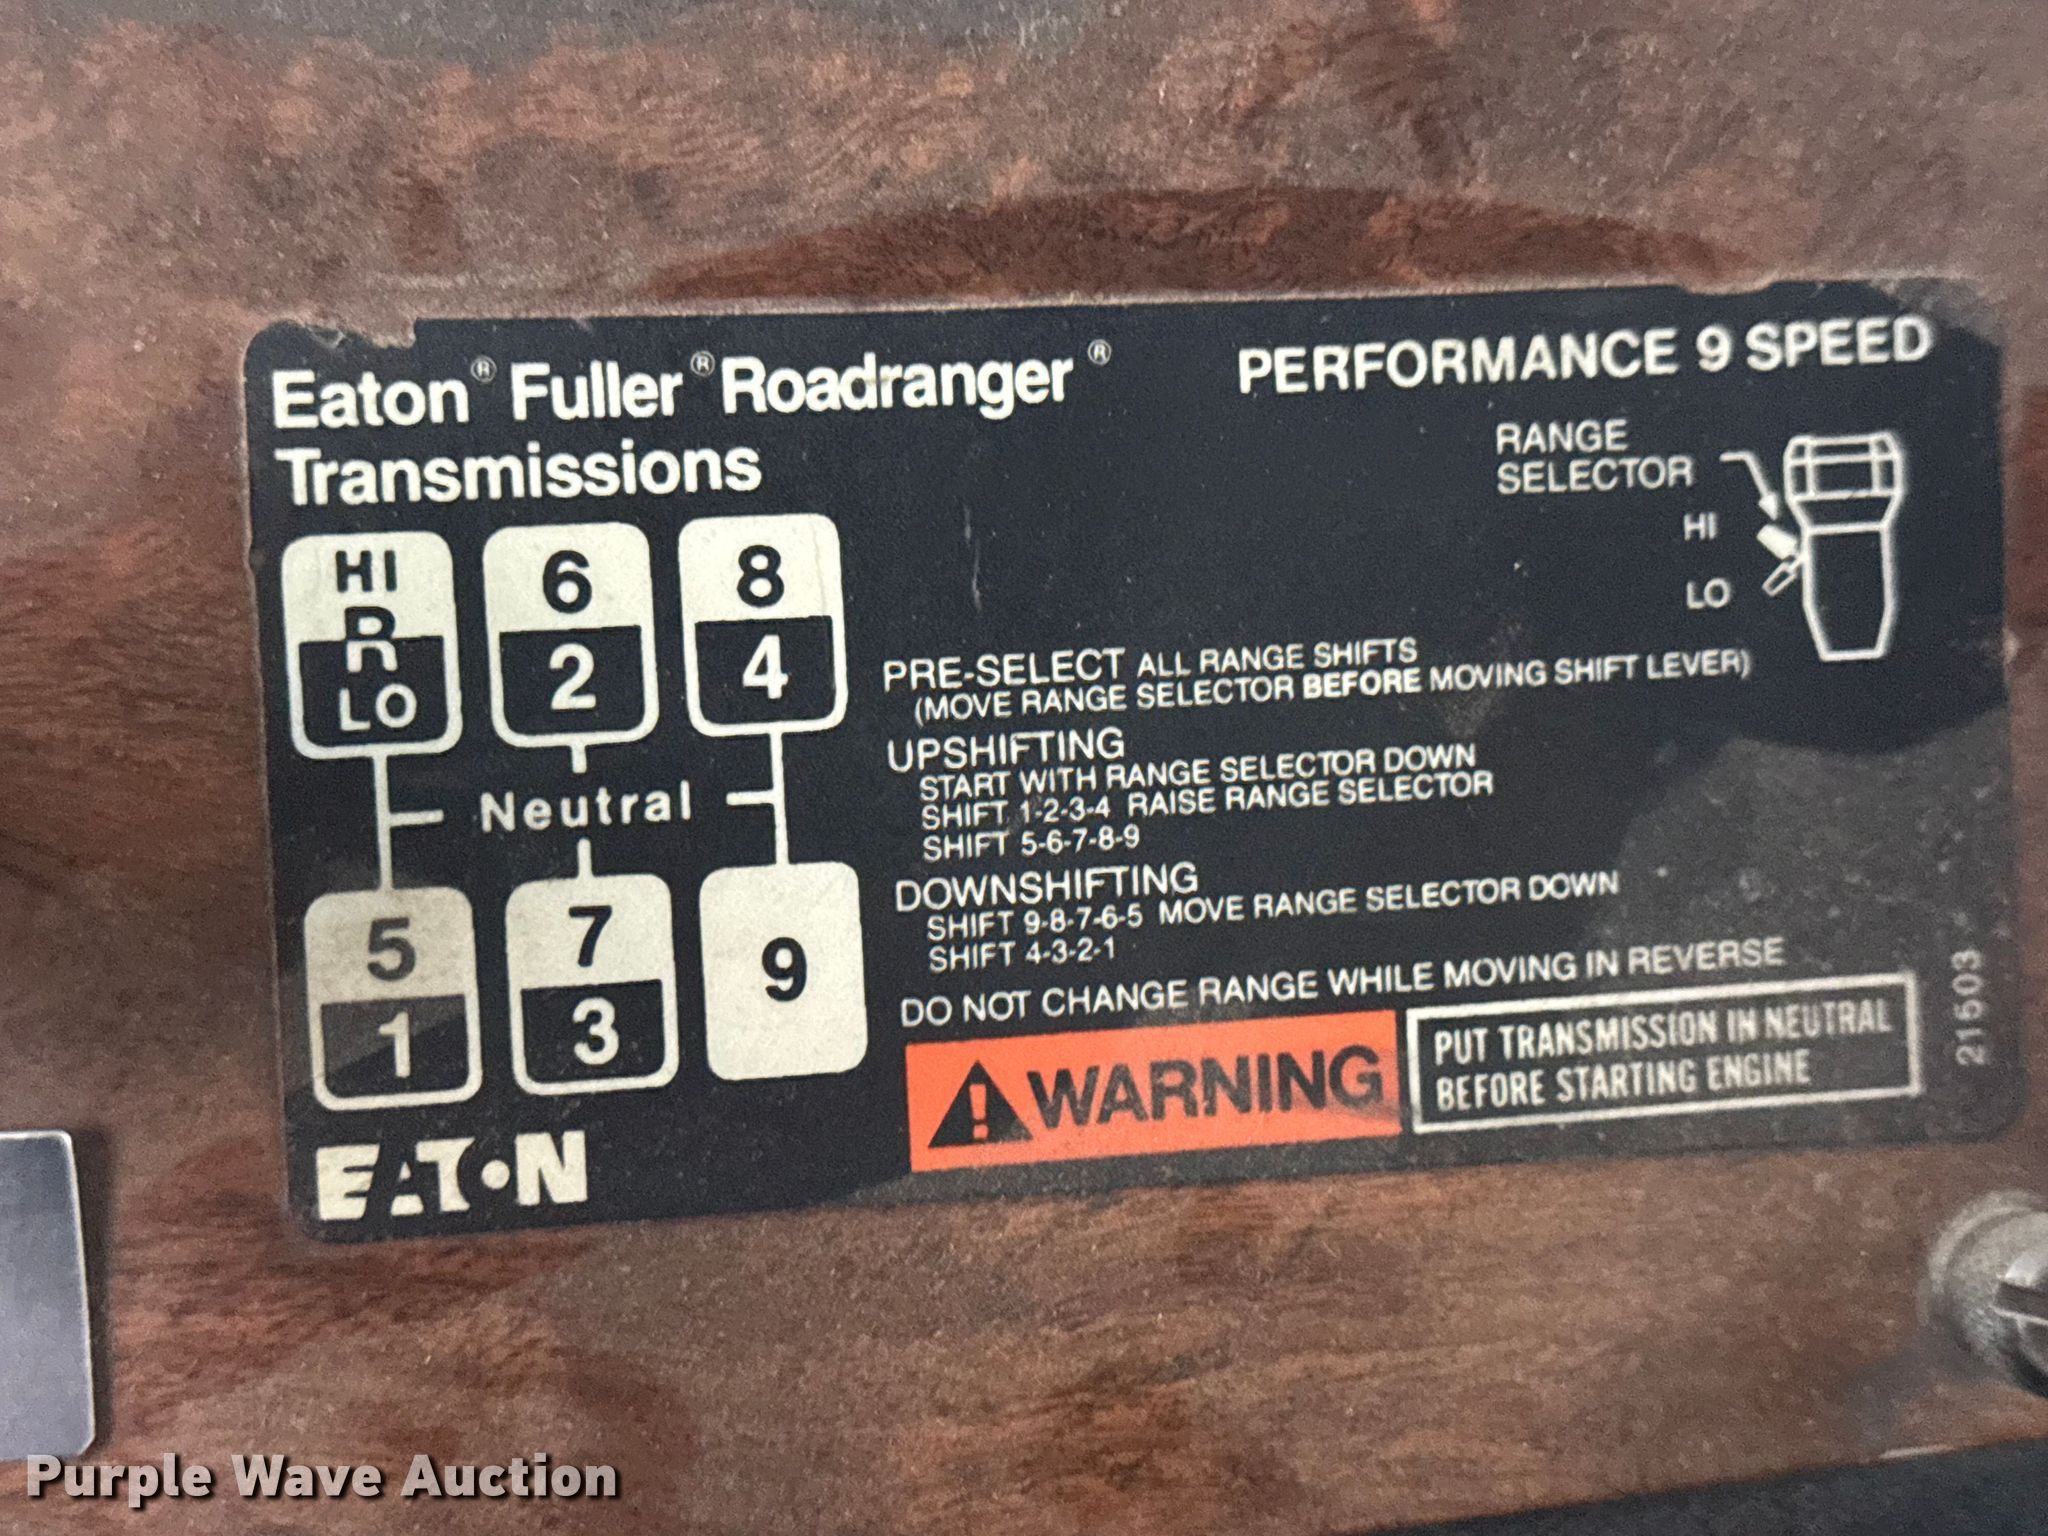 Eaton® Fuller® Roadranger®
Transmissions
PERFORMANCE 9 SPEED
RANGE
SELECTOR
HI
LO
HI
R
LO
6
2
8
4
Neutral
5
1
7
3
9
PRE-SELECT ALL RANGE SHIFTS
(MOVE RANGE SELECTOR BEFORE MOVING SHIFT LEVER)
UPSHIFTING
START WITH RANGE SELECTOR DOWN
SHIFT 1-2-3-4 RAISE RANGE SELECTOR
SHIFT 5-6-7-8-9
DOWNSHIFTING
SHIFT 9-8-7-6-5 MOVE RANGE SELECTOR DOWN
SHIFT 4-3-2-1
DO NOT CHANGE RANGE WHILE MOVING IN REVERSE
WARNING
PUT TRANSMISSION IN NEUTRAL
BEFORE STARTING ENGINE
21503
EATON
Purple Wave Auction